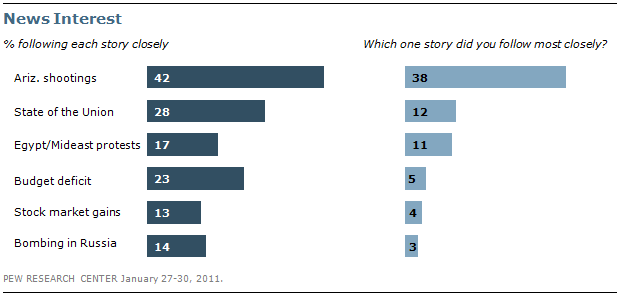 News Interest
% following each story closely
Which one story did you follow most closely?
Ariz. shootings 42 38
State of the Union 28 12
Egypt/Mideast protests 17 11
Budget deficit 23 5
Stock market gains 13 4
Bombing in Russia 14 3
PEW RESEARCH CENTER January 27-30, 2011.